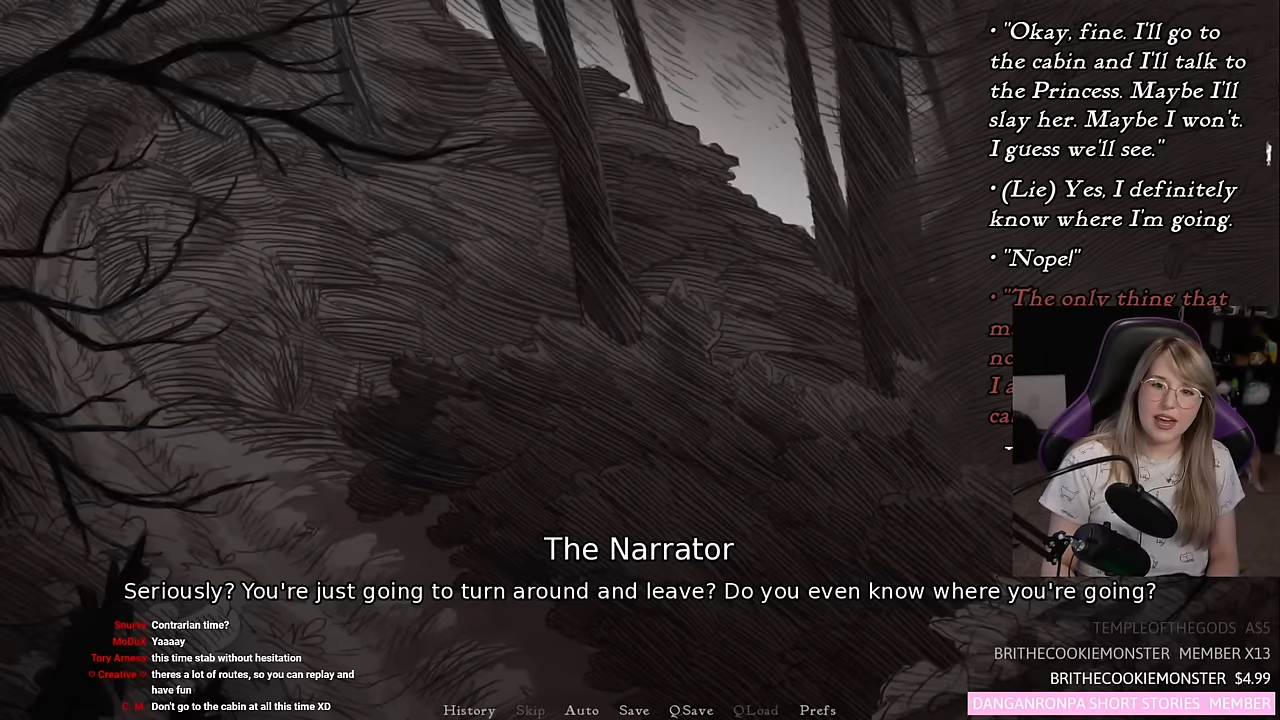 • "Okay, fine. I'll go to
the cabin and I'll talk to
the Princess. Maybe I'll
slay her. Maybe I won't.
I guess we'll see."
• (Lie) Yes, I definitely
know where I'm going.
• "Nope!"
• "The only thing that
The Narrator
Seriously? You're just going to turn around and leave? Do you even know where you're going?
Contrarian time?
MoDuX Yaaaay
Tory Arness this time stab without hesitation
♡ Creative ♡ theres a lot of routes, so you can replay and
have fun
C. M. Don't go to the cabin at all this time XD
TEMPLEOFTHEGODS A$5
BRITHECOOKIEMONSTER MEMBER X13
BRITHECOOKIEMONSTER $4.99
DANGANRONPA SHORT STORIES MEMBER
History Skip Auto Save QSave QLoad Prefs